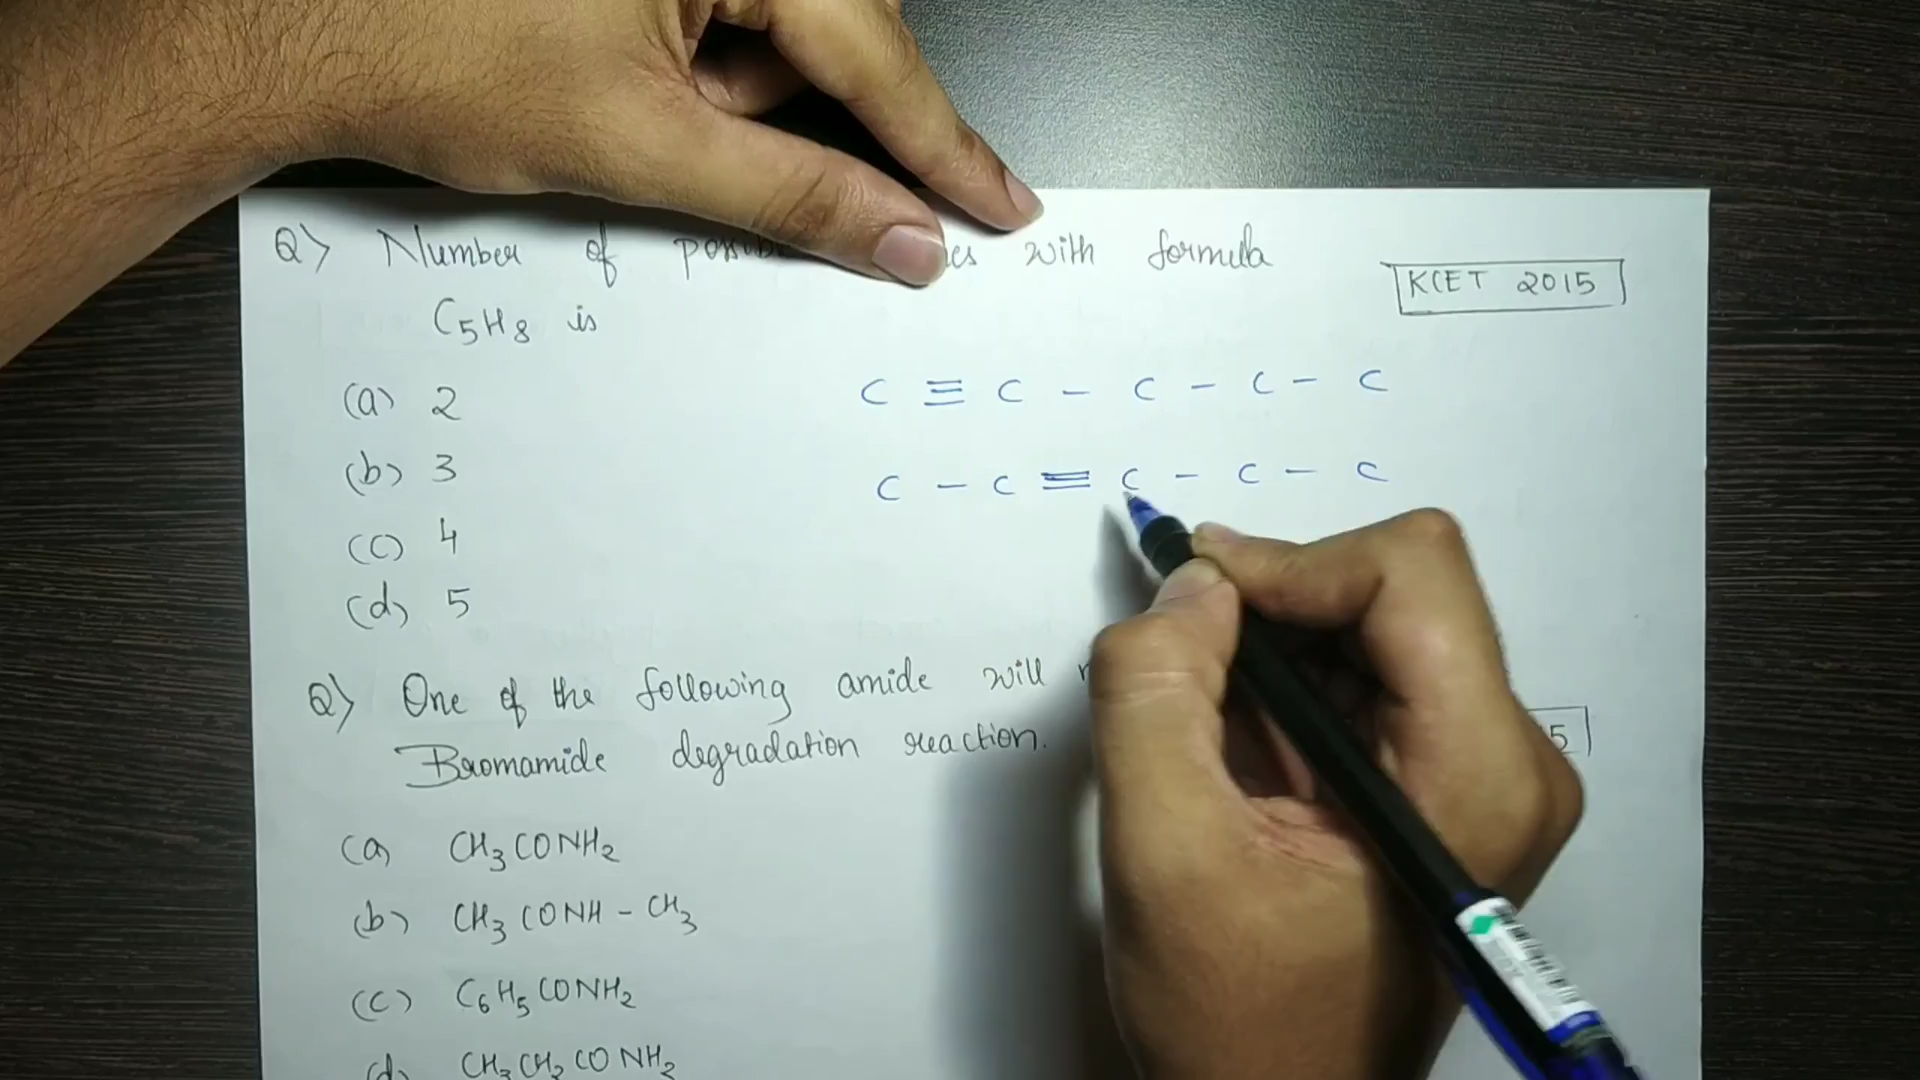 Q) Number of with formula
C5H8 is
KCET 2015
(a) 2
(b) 3
(c) 4
(d) 5
C ≡ C - C - C - C
C - C ≡ C - C - C
Q) One of the following amide will
Bromamide degradation reaction.
5
(a) CH3CONH2
(b) CH3CONH - CH3
(c) C6H5CONH2
(d) CH3CH2CONH2